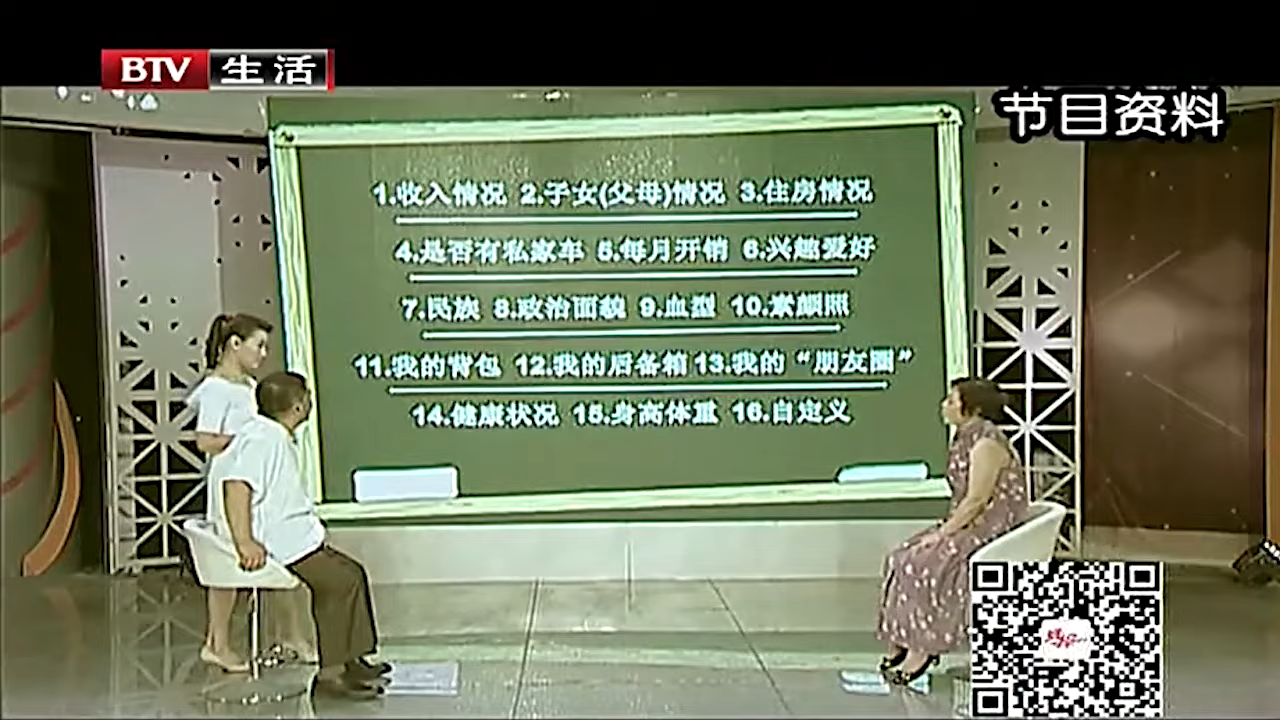 BTV 生活
节目资料
1.收入情况 2.子女(父母)情况 3.住房情况
4.是否有私家车 5.每月开销 6.兴趣爱好
7.民族 8.政治面貌 9.血型 10.素颜照
11.我的背包 12.我的后备箱 13.我的“朋友圈”
14.健康状况 15.身高体重 16.自定义